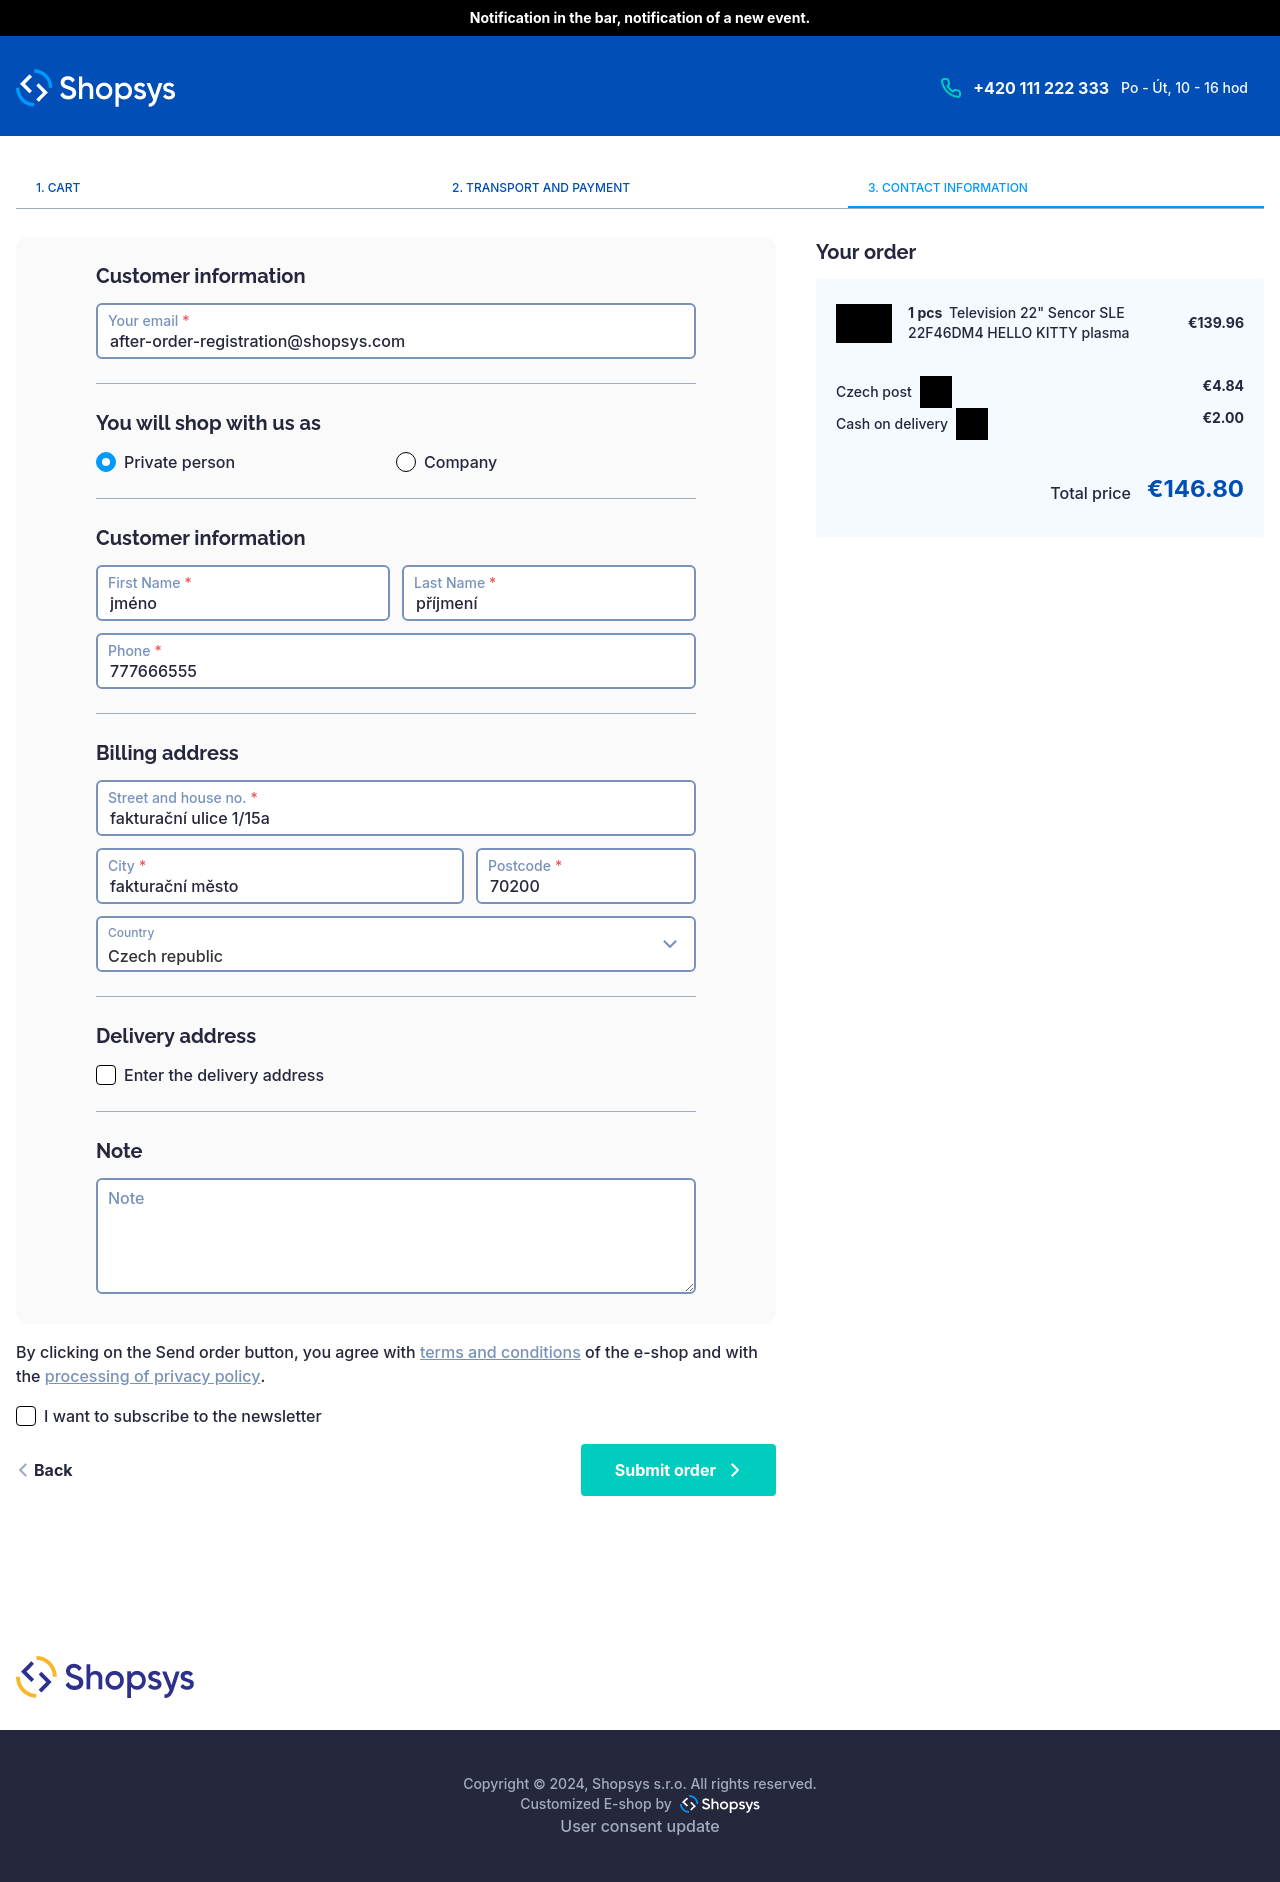 Notification in the bar, notification of a new event.
Shopsys
+420 111 222 333 Po - Út, 10 - 16 hod
1. CART
2. TRANSPORT AND PAYMENT
3. CONTACT INFORMATION
Customer information
Your email *
after-order-registration@shopsys.com
You will shop with us as
Private person
Company
Customer information
First Name *
jméno
Last Name *
příjmení
Phone *
777666555
Billing address
Street and house no. *
fakturační ulice 1/15a
City *
fakturační město
Postcode *
70200
Country
Czech republic
Delivery address
Enter the delivery address
Note
Note
By clicking on the Send order button, you agree with terms and conditions of the e-shop and with
the processing of privacy policy.
I want to subscribe to the newsletter
Back
Submit order
Your order
1 pcs Television 22" Sencor SLE
22F46DM4 HELLO KITTY plasma
€139.96
Czech post
€4.84
Cash on delivery
€2.00
Total price €146.80
Shopsys
Copyright © 2024, Shopsys s.r.o. All rights reserved.
Customized E-shop by Shopsys
User consent update